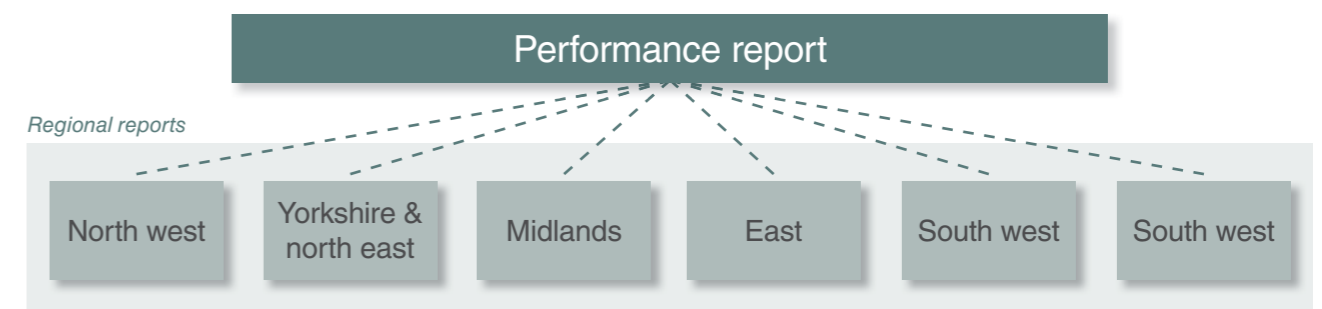 Performance report
Regional reports
North west
Yorkshire &
north east
Midlands
East
South west
South west